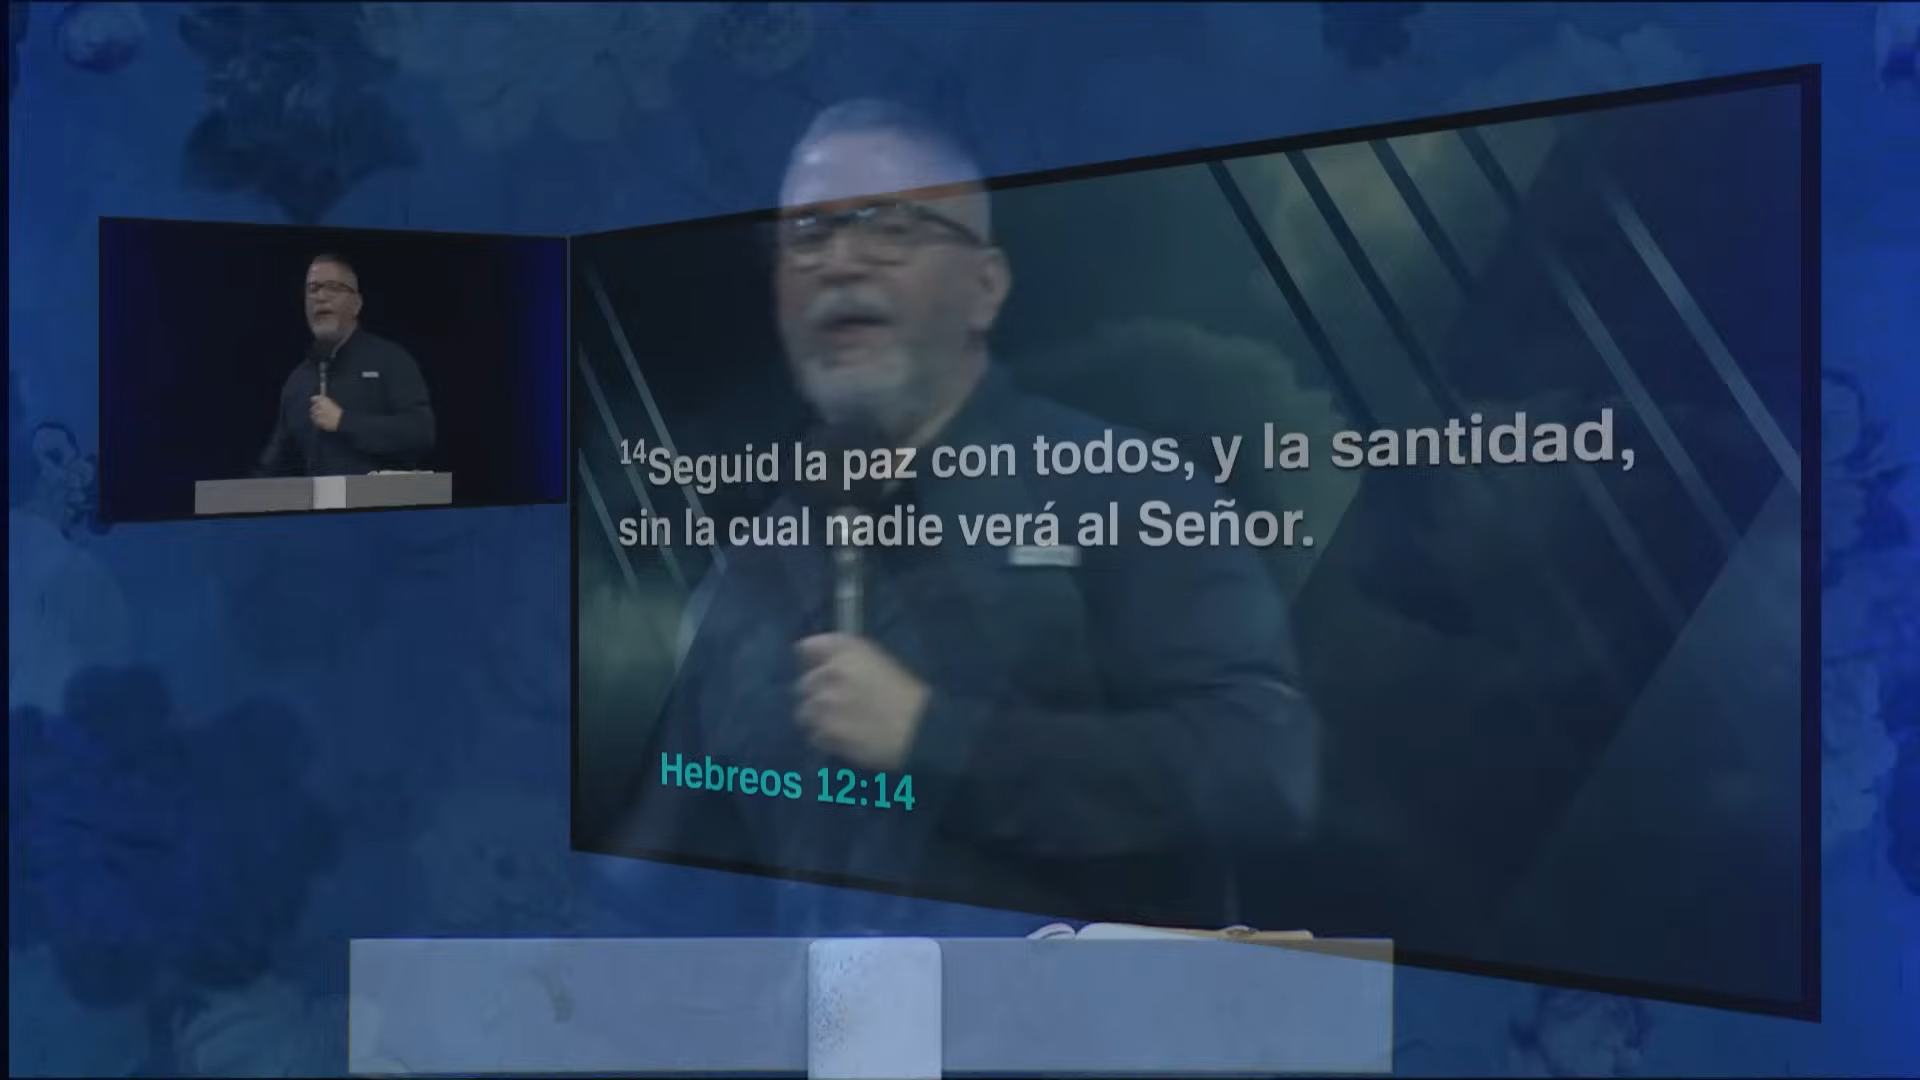 14Seguid la paz con todos, y la santidad,
sin la cual nadie verá al Señor.
Hebreos 12:14